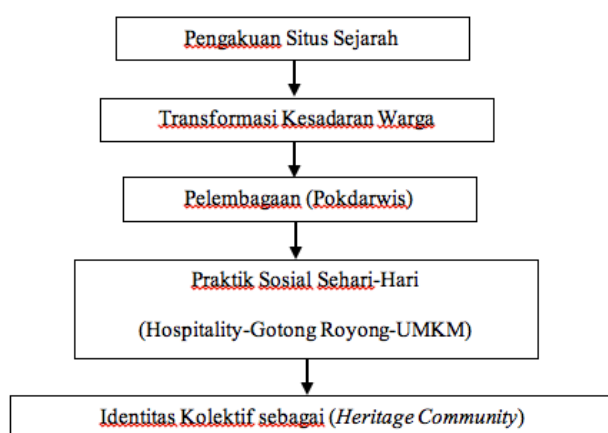 Pengakuan Situs Sejarah
Transformasi Kesadaran Warga
Pelembagaan (Pokdarwis)
Praktik Sosial Sehari-Hari
(Hospitality-Gotong Royong-UMKM)
Identitas Kolektif sebagai (Heritage Community)